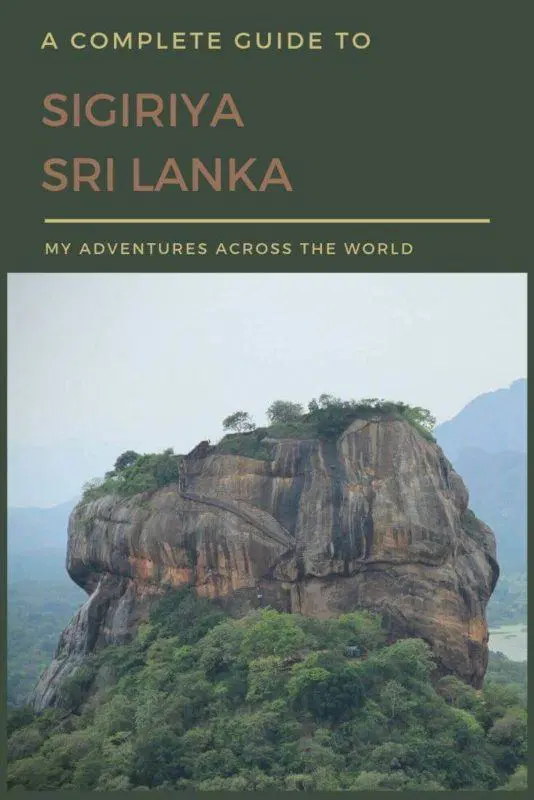 A COMPLETE GUIDE TO
SIGIRIYA
SRI LANKA
MY ADVENTURES ACROSS THE WORLD